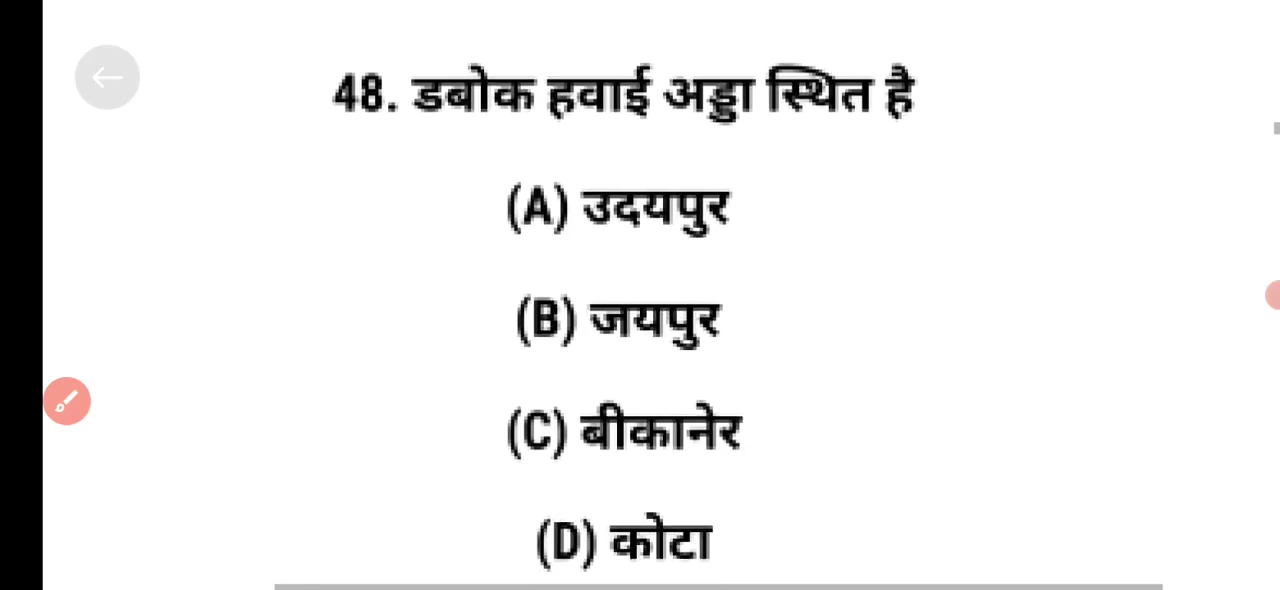 48. डबोक हवाई अड्डा स्थित है
(A) उदयपुर
(B) जयपुर
(C) बीकानेर
(D) कोटा